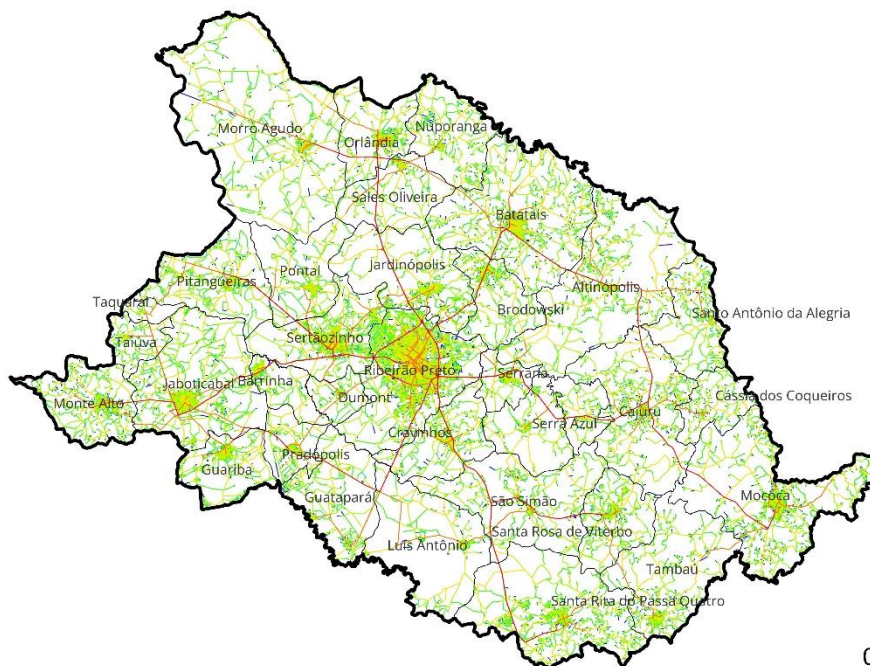 Morro Agudo
Orlândia
Nuporanga
Sales Oliveira
Batatais
Pontal
Jardinópolis
Pitangueiras
Altinópolis
Taquaral
Brodowski
Santo Antônio da Alegria
Taiúva
Sertãozinho
Ribeirão Preto
Serrana
Jaboticabal
Barrinha
Monte Alto
Dumont
Cássia dos Coqueiros
Cajuru
Serra Azul
Cravinhos
Pradópolis
Guariba
Guatapará
São Simão
Mococa
Santa Rosa de Viterbo
Luís Antônio
Tambaú
Santa Rita do Passa Quatro
0